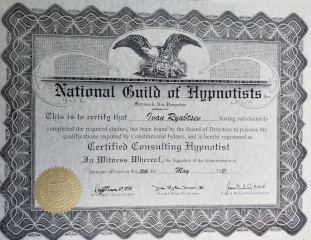 National Guild of Hypnotists, Inc.
Merrimack, New Hampshire
This is to certify that Ivan Ryabtsev having satisfactorily
completed the required studies, has been found by the Board of Directors to possess the
qualifications required by Constitutional bylaws, and is hereby registered as
Certified Consulting Hypnotist
In Witness Whereof, the Signature of the Administrator is
hereunto affixed on this day May